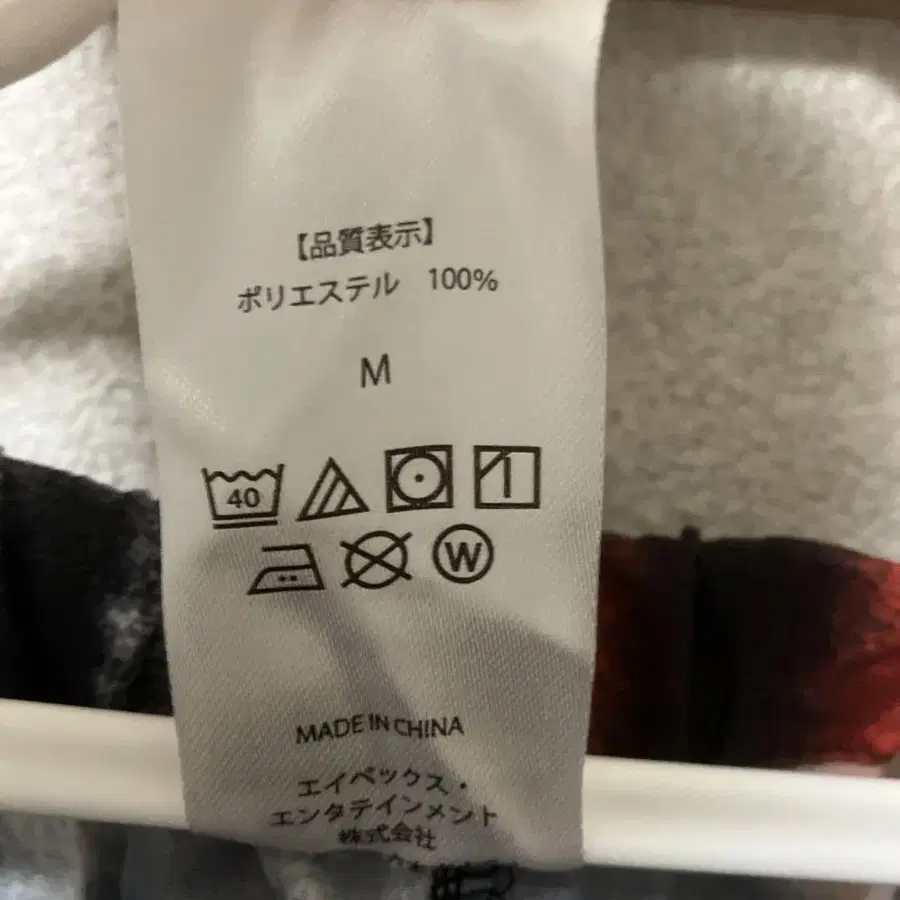 【品質表示】
ポリエステル 100%
M
40
W
MADE IN CHINA
エイベックス・
エンタテインメント
株式会社